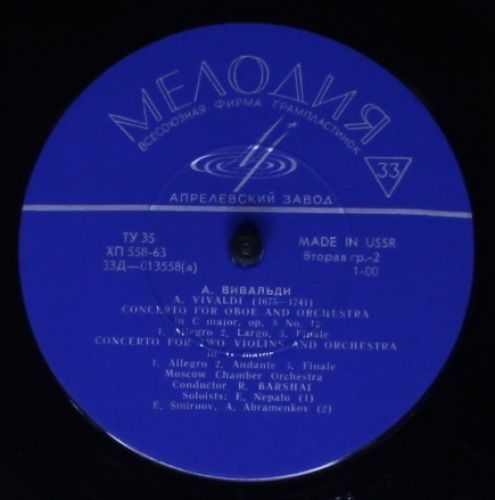 МЕЛОДИЯ
ВСЕСОЮЗНАЯ ФИРМА ГРАМПЛАСТИНОК
33
АПРЕЛЕВСКИЙ ЗАВОД
ТУ 35
ХП 558-63
33Д—013558(а)
MADE IN USSR
Вторая гр.-2
1-00
А. ВИВАЛЬДИ
A. VIVALDI (1675—1741)
CONCERTO FOR OBOE AND ORCHESTRA
in C major, op. 8 No. 12
1. Allegro 2, Largo, 3, Finale
CONCERTO FOR TWO VIOLINS AND ORCHESTRA
in major
1. Allegro 2, Andante 3, Finale
Moscow Chamber Orchestra
Conductor R, BARSHAI
Soloists: E, Nepalo (1)
E, Smirnov, A, Abramenkov (2)